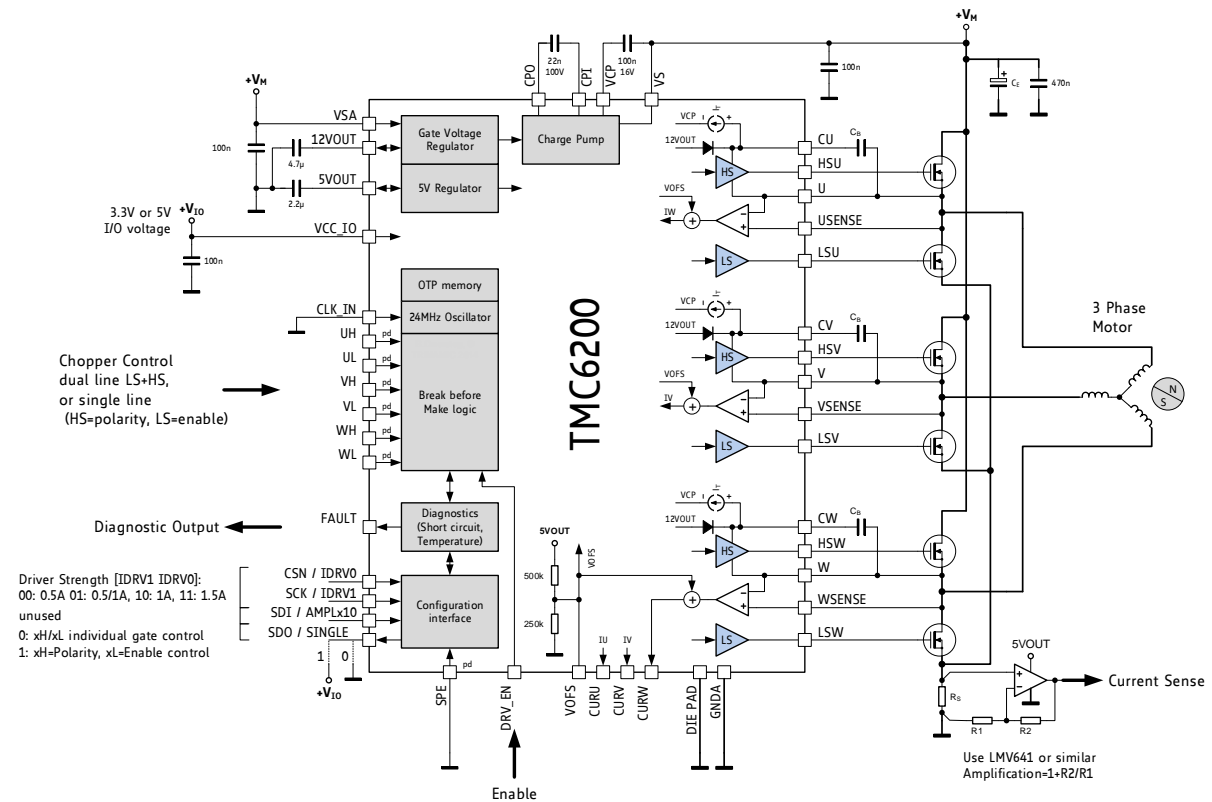 +VM
CPO
22n
100V
CPI
VCP
100n
16V
VS
100n
CE
470n
+VM
VSA
12VOUT
100n
4.7µ
5VOUT
2.2µ
Gate Voltage
Regulator
5V Regulator
Charge Pump
3.3V or 5V
I/O voltage
+VIO
VCC_IO
100n
OTP memory
24MHz Oscillator
CLK_IN
UH
pd
UL
pd
VH
pd
VL
pd
WH
pd
WL
pd
Break before
Make logic
Chopper Control
dual line LS+HS,
or single line
(HS=polarity, LS=enable)
TMC6200
VCP
IT
+
12VOUT
HS
VOFS
IW
+
−
+
LS
CU
CB
HSU
U
USENSE
LSU
VCP
IT
+
12VOUT
HS
VOFS
IV
+
−
+
LS
CV
CB
HSV
V
VSENSE
LSV
3 Phase
Motor
N
S
VCP
IT
+
12VOUT
HS
+
−
+
LS
CW
CB
HSW
W
WSENSE
LSW
Diagnostic Output
FAULT
Diagnostics
(Short circuit,
Temperature)
5VOUT
VOFS
500k
250k
Driver Strength [IDRV1 IDRV0]:
00: 0.5A 01: 0.5/1A, 10: 1A, 11: 1.5A
unused
0: xH/xL individual gate control
1: xH=Polarity, xL=Enable control
CSN / IDRV0
SCK / IDRV1
SDI / AMPLx10
SDO / SINGLE
1
0
+VIO
Configuration
interface
pd
SPE
DRV_EN
Enable
VOFS
IU
CURU
IV
CURV
CURW
DIE PAD
GNDA
5VOUT
+
−
RS
R1
R2
Current Sense
Use LMV641 or similar
Amplification=1+R2/R1